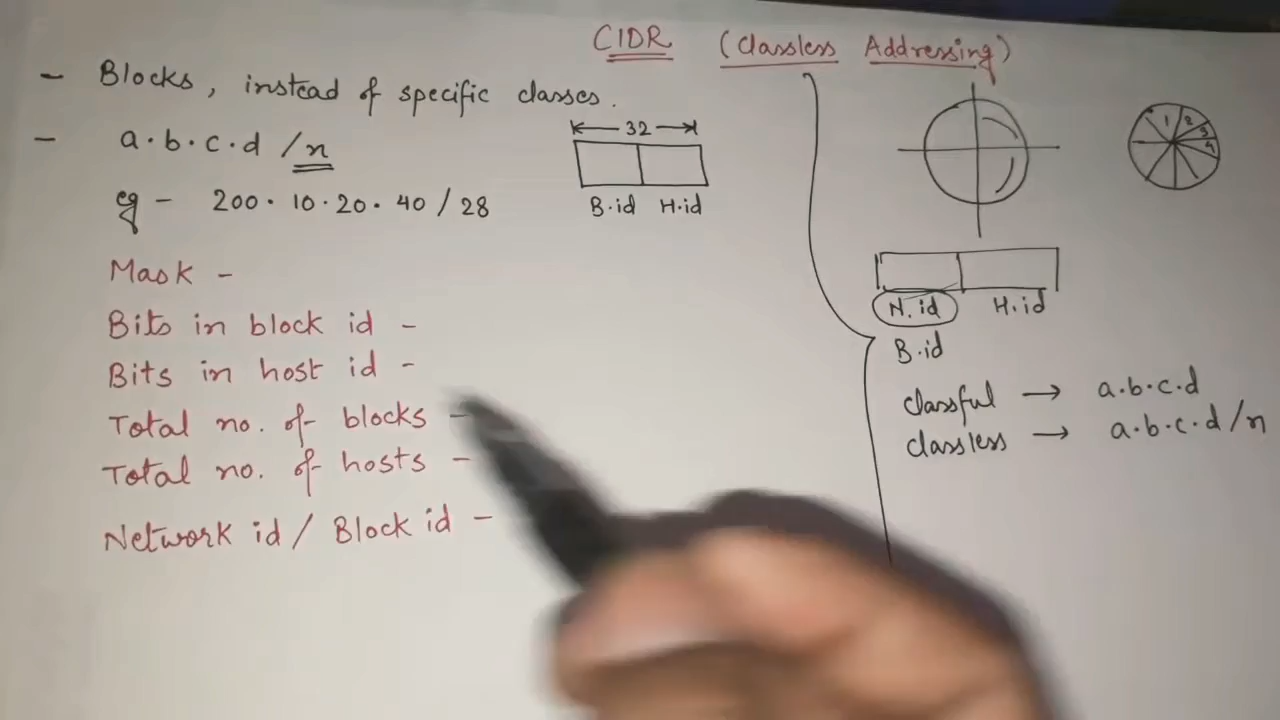 CIDR (Classless Addressing)
- Blocks, instead of specific classes.
- a.b.c.d /n
eg - 200.10.20.40/28
32
B.id H.id
Mask -
Bits in block id -
Bits in host id -
Total no. of blocks -
Total no. of hosts -
Network id / Block id -
1 2 3 4
N.id H.id
B.id
classful → a.b.c.d
classless → a.b.c.d/n